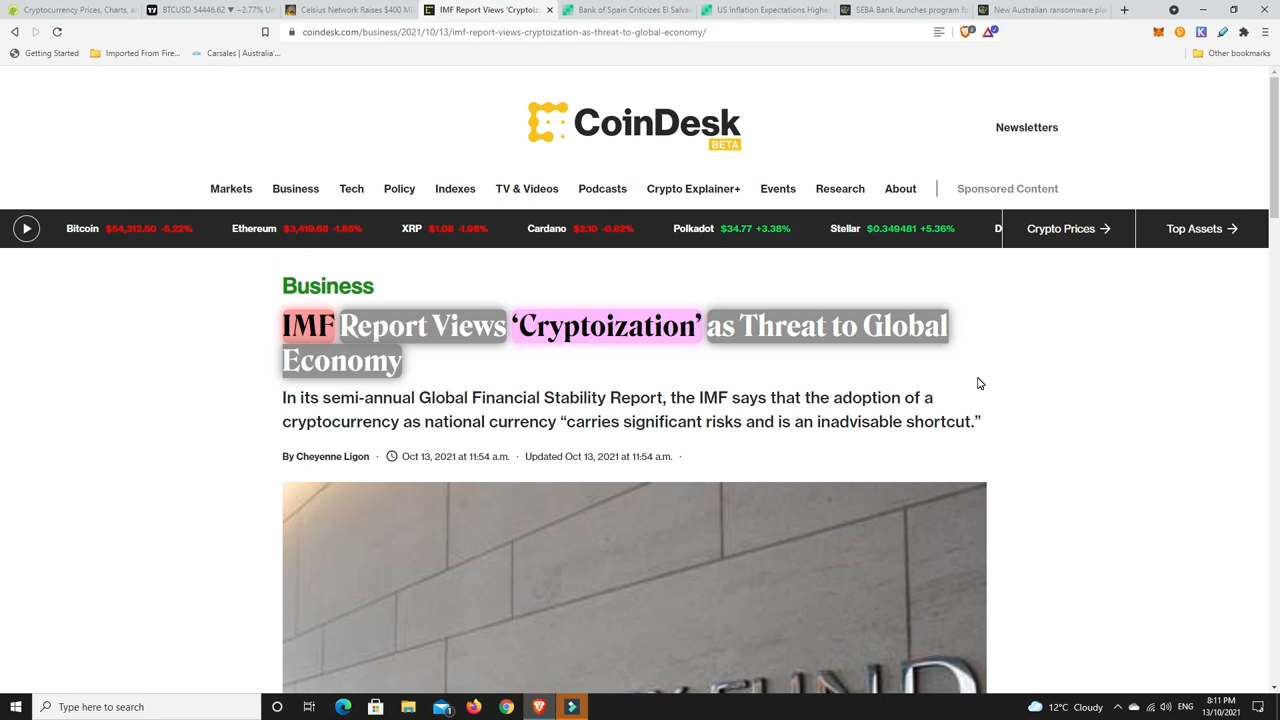 Cryptocurrency Prices, Charts, a
BTCUSD 54446.62 ▼ −2.77% Un
Celsius Network Raises $400 Mi
IMF Report Views 'Cryptoiza
Bank of Spain Criticizes El Salva
US Inflation Expectations Highe
SEBA Bank launches program fo
New Australian ransomware pla
coindesk.com/business/2021/10/13/imf-report-views-cryptoization-as-threat-to-global-economy/
Getting Started
Imported From Fire...
Carsales | Australia'...
Other bookmarks
CoinDesk
BETA
Newsletters
Markets Business Tech Policy Indexes TV & Videos Podcasts Crypto Explainer+ Events Research About Sponsored Content
Bitcoin $54,312.50 -5.22% Ethereum $3,419.68 -1.85% XRP $1.08 -1.96% Cardano $2.10 -0.82% Polkadot $34.77 +3.38% Stellar $0.349481 +5.36% D Crypto Prices → Top Assets →
Business
IMF Report Views ‘Cryptoization’ as Threat to Global
Economy
In its semi-annual Global Financial Stability Report, the IMF says that the adoption of a
cryptocurrency as national currency “carries significant risks and is an inadvisable shortcut.”
By Cheyenne Ligon · Oct 13, 2021 at 11:54 a.m. · Updated Oct 13, 2021 at 11:54 a.m. ·
FUND
Type here to search
12°C Cloudy
ENG
8:11 PM
13/10/2021